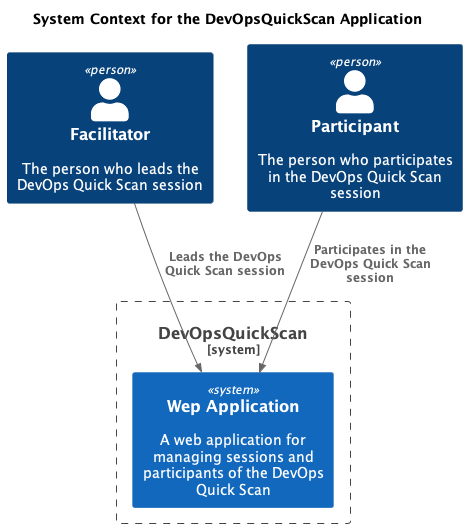 System Context for the DevOpsQuickScan Application
«person»
Facilitator
The person who leads the
DevOps Quick Scan session
«person»
Participant
The person who participates
in the DevOps Quick Scan
session
Leads the DevOps
Quick Scan session
Participates in the
DevOps Quick Scan
session
DevOpsQuickScan
[system]
«system»
Wep Application
A web application for
managing sessions and
participants of the DevOps
Quick Scan